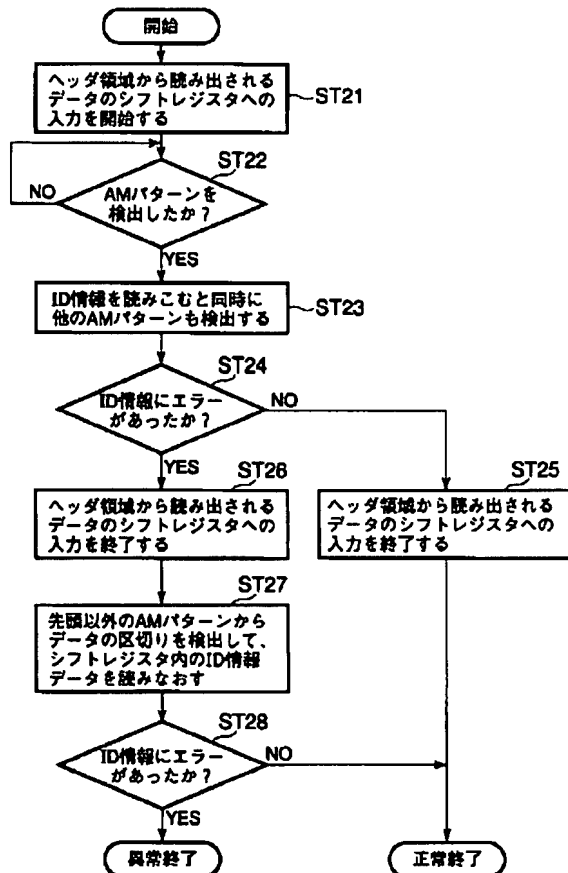 開始
ヘッダ領域から読み出される
データのシフトレジスタへの
入力を開始する
ST21
ST22
AMパターンを
検出したか?
NO
YES
ID情報を読みこむと同時に
他のAMパターンも検出する
ST23
ST24
ID情報にエラー
があったか?
NO
YES
ST26
ヘッダ領域から読み出される
データのシフトレジスタへの
入力を終了する
ST25
ヘッダ領域から読み出される
データのシフトレジスタへの
入力を終了する
ST27
先頭以外のAMパターンから
データの区切りを検出して、
シフトレジスタ内のID情報
データを読みなおす
ST28
ID情報にエラー
があったか?
NO
YES
異常終了
正常終了